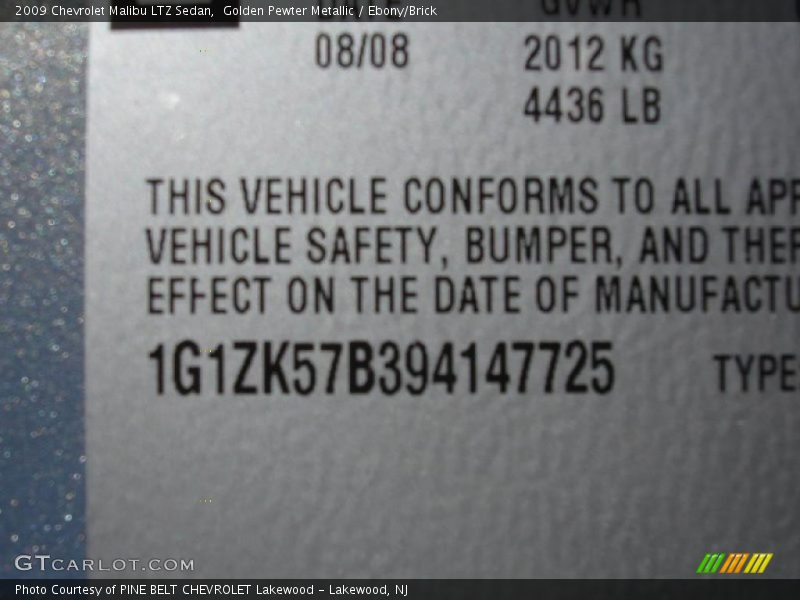 2009 Chevrolet Malibu LTZ Sedan,  Golden Pewter Metallic / Ebony/Brick
GVWR
08/08
2012 KG
4436 LB
THIS VEHICLE CONFORMS TO ALL APP
VEHICLE SAFETY, BUMPER, AND THEF
EFFECT ON THE DATE OF MANUFACTU
1G1ZK57B394147725
TYPE
GTCARLOT.COM
Photo Courtesy of PINE BELT CHEVROLET Lakewood - Lakewood, NJ